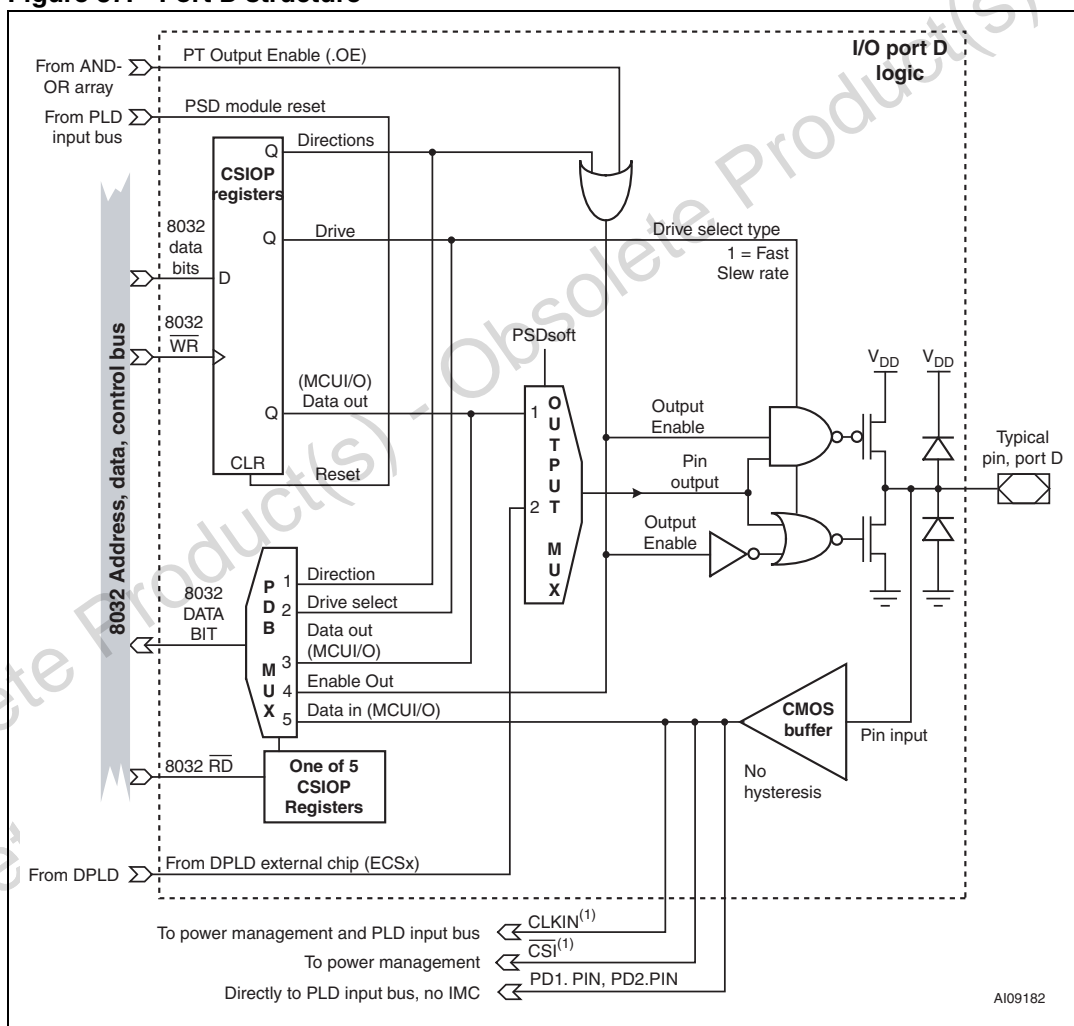 Figure 57. Port D structure
I/O port D
logic
From AND-
OR array
PT Output Enable (.OE)
From PLD
input bus
PSD module reset
Q
Directions
CSIOP
registers
8032
data
bits
Q
Drive
Drive select type
1 = Fast
Slew rate
D
8032
WR
PSDsoft
VDD
VDD
(MCUI/O)
Data out
Q
1
OUTPUT MUX
Output
Enable
Typical
pin, port D
CLR
Reset
Pin
output
2
Output
Enable
8032 Address, data, control bus
8032
DATA
BIT
PDB MUX
1
Direction
2
Drive select
Data out
(MCUI/O)
3
4
Enable Out
5
Data in (MCUI/O)
CMOS
buffer
Pin input
No
hysteresis
8032 RD
One of 5
CSIOP
Registers
From DPLD
From DPLD external chip (ECSx)
To power management and PLD input bus
CLKIN(1)
To power management
CSI(1)
Directly to PLD input bus, no IMC
PD1. PIN, PD2.PIN
AI09182
Obsolete Product(s) - Obsolete Product(s)